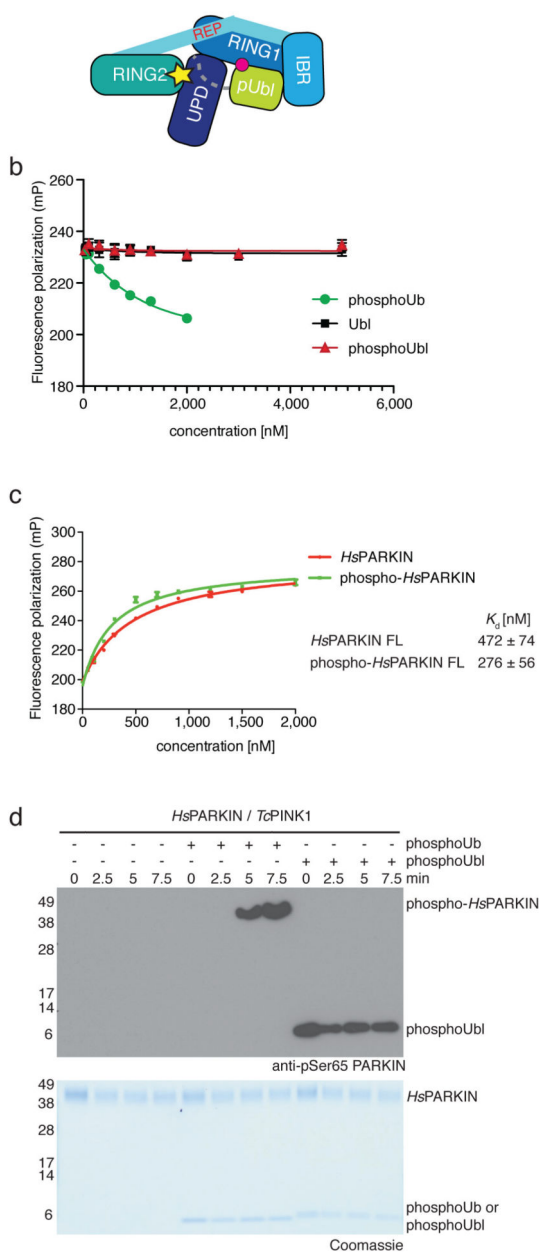 REP
RING1
RING2
IBR
UPD
pUbl
b
Fluorescence polarization (mP)
260
240
220
200
180
0
2,000
4,000
6,000
concentration [nM]
phosphoUb
Ubl
phosphoUbl
c
Fluorescence polarization (mP)
300
280
260
240
220
200
180
0
500
1,000
1,500
2,000
concentration [nM]
HsPARKIN
phospho-HsPARKIN
Kd [nM]
HsPARKIN FL 472 ± 74
phospho-HsPARKIN FL 276 ± 56
d
HsPARKIN / TcPINK1
- - - - + + + + - - - - phosphoUb
- - - - - - - - + + + + phosphoUbl
0 2.5 5 7.5 0 2.5 5 7.5 0 2.5 5 7.5 min
49
38
28
17
14
6
phospho-HsPARKIN
phosphoUbl
anti-pSer65 PARKIN
49
38
28
17
14
6
HsPARKIN
phosphoUb or
phosphoUbl
Coomassie